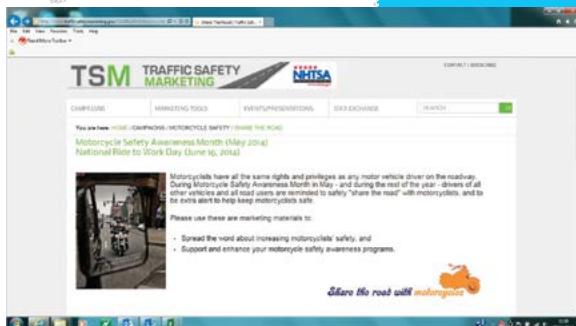 File Edit View Favorites Tools Help
TSM TRAFFIC SAFETY MARKETING
NHTSA
CONTACT
CAMPAIGNS MARKETING TOOLS EVENTS/PRESENTATIONS IDEA EXCHANGE SEARCH
You are here: HOME / CAMPAIGNS / MOTORCYCLE SAFETY / SHARE THE ROAD
Motorcycle Safety Awareness Month (May 2014)
National Ride to Work Day (June 16, 2014)
Motorcyclists have all the same rights and privileges as any motor vehicle driver on the roadway.
During Motorcycle Safety Awareness Month in May - and during the rest of the year - drivers of all
other vehicles and all road users are reminded to safely "share the road" with motorcyclists, and to
be extra alert to help keep motorcyclists safe.
Please use these are marketing materials to:
• Spread the word about increasing motorcyclists' safety, and
• Support and enhance your motorcycle safety awareness programs.
Share the road with motorcycles